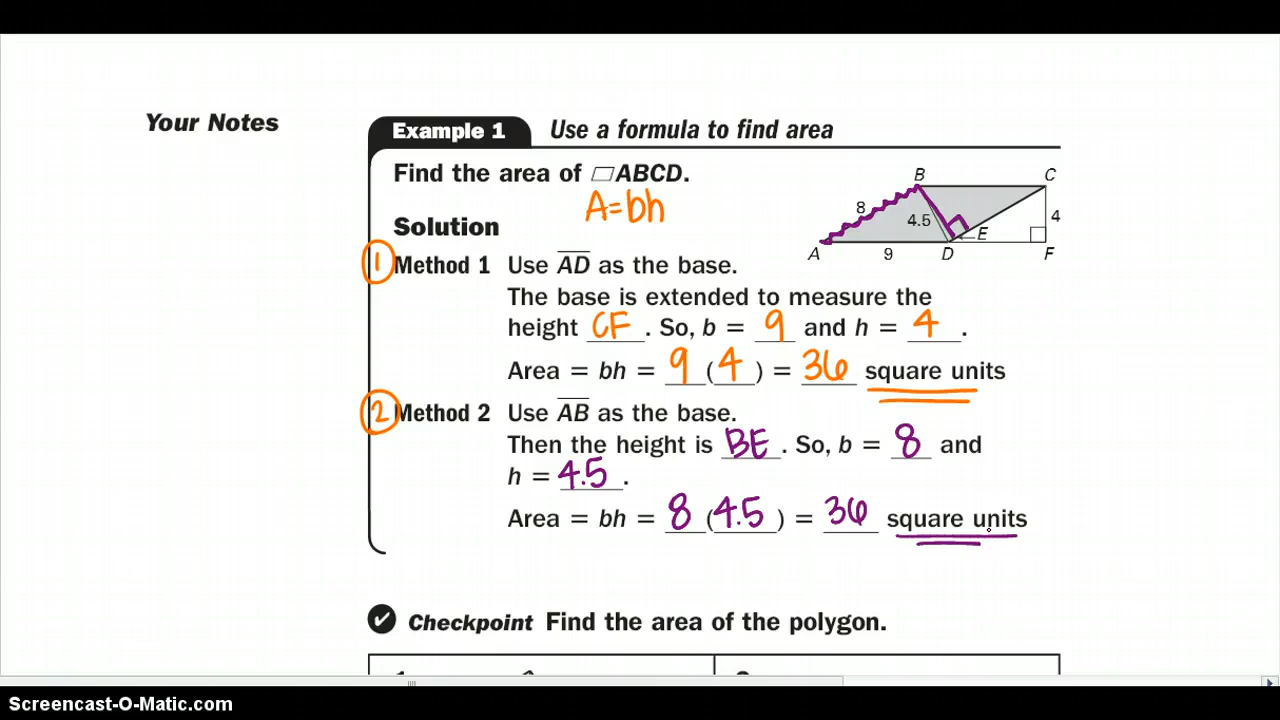 Your Notes
Example 1 Use a formula to find area
Find the area of ▱ABCD.
A=bh
Solution
B C
8 4.5 4
E
A 9 D F
1 Method 1 Use AD as the base.
The base is extended to measure the
height CF . So, b = 9 and h = 4 .
Area = bh = 9 (4) = 36 square units
2 Method 2 Use AB as the base.
Then the height is BE . So, b = 8 and
h = 4.5 .
Area = bh = 8 (4.5) = 36 square units
Checkpoint Find the area of the polygon.
Screencast-O-Matic.com